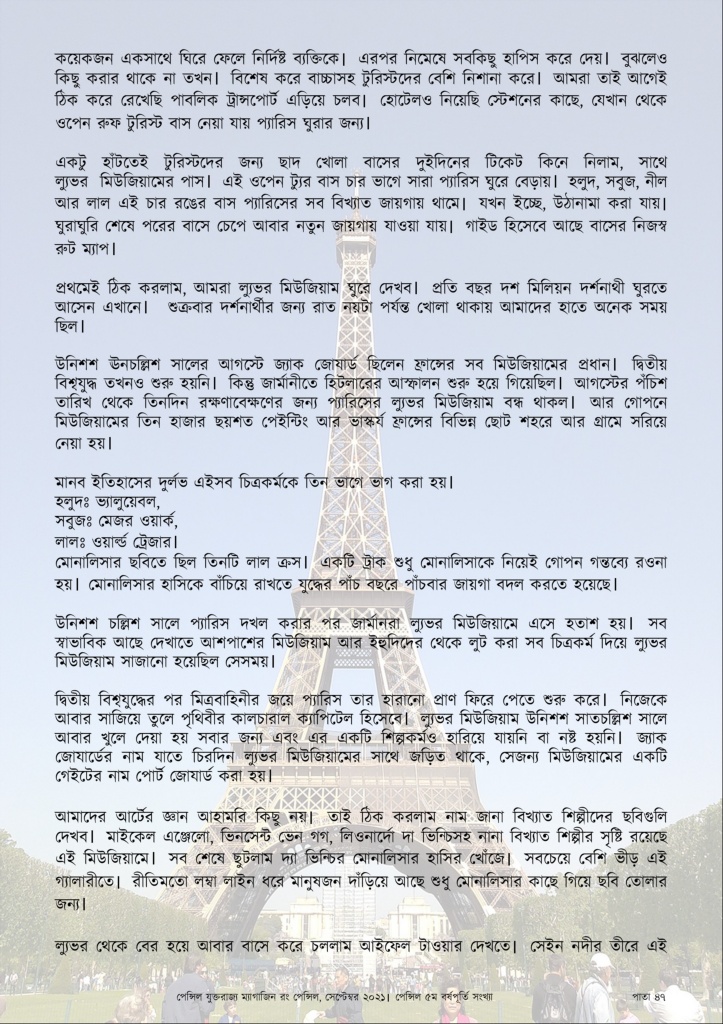 কয়েকজন একসাথে ঘিরে ফেলে নির্দিষ্ট ব্যক্তিকে। এরপর নিমেষে সবকিছু হাপিস করে দেয়। বুঝলেও
কিছু করার থাকে না তখন। বিশেষ করে বাচ্চাসহ টুরিস্টদের বেশি নিশানা করে। আমরা তাই আগেই
ঠিক করে রেখেছি পাবলিক ট্রান্সপোর্ট এড়িয়ে চলব। হোটেলও নিয়েছি স্টেশনের কাছে, যেখান থেকে
ওপেন রুফ টুরিস্ট বাস নেয়া যায় প্যারিস ঘুরার জন্য।
একটু হাঁটতেই টুরিস্টদের জন্য ছাদ খোলা বাসের দুইদিনের টিকেট কিনে নিলাম, সাথে
ল্যুভর মিউজিয়ামের পাস। এই ওপেন ট্যুর বাস চার ভাগে সারা প্যারিস ঘুরে বেড়ায়। হলুদ, সবুজ, নীল
আর লাল এই চার রঙের বাস প্যারিসের সব বিখ্যাত জায়গায় থামে। যখন ইচ্ছে, উঠানামা করা যায়।
ঘুরাঘুরি শেষে পরের বাসে চেপে আবার নতুন জায়গায় যাওয়া যায়। গাইড হিসেবে আছে বাসের নিজস্ব
রুট ম্যাপ।
প্রথমেই ঠিক করলাম, আমরা ল্যুভর মিউজিয়াম ঘুরে দেখব। প্রতি বছর দশ মিলিয়ন দর্শনাথী ঘুরতে
আসেন এখানে। শুক্রবার দর্শনার্থীর জন্য রাত নয়টা পর্যন্ত খোলা থাকায় আমাদের হাতে অনেক সময়
ছিল।
উনিশশ ঊনচল্লিশ সালের আগস্টে জ্যাক জোযার্ড ছিলেন ফ্রান্সের সব মিউজিয়ামের প্রধান। দ্বিতীয়
বিশ্বযুদ্ধ তখনও শুরু হয়নি। কিন্তু জার্মানীতে হিটলারের আস্ফালন শুরু হয়ে গিয়েছিল। আগস্টের পঁচিশ
তারিখ থেকে তিনদিন রক্ষণাবেক্ষণের জন্য প্যারিসের ল্যুভর মিউজিয়াম বন্ধ থাকল। আর গোপনে
মিউজিয়ামের তিন হাজার ছয়শত পেইন্টিং আর ভাস্কর্য ফ্রান্সের বিভিন্ন ছোট শহরে আর গ্রামে সরিয়ে
নেয়া হয়।
মানব ইতিহাসের দুর্লভ এইসব চিত্রকর্মকে তিন ভাগে ভাগ করা হয়।
হলুদঃ ভ্যালুয়েবল,
সবুজঃ মেজর ওয়ার্ক,
লালঃ ওয়ার্ল্ড ট্রেজার।
মোনালিসার ছবিতে ছিল তিনটি লাল ক্রস। একটি ট্রাক শুধু মোনালিসাকে নিয়েই গোপন গন্তব্যে রওনা
হয়। মোনালিসার হাসিকে বাঁচিয়ে রাখতে যুদ্ধের পাঁচ বছরে পাঁচবার জায়গা বদল করতে হয়েছে।
উনিশশ চল্লিশ সালে প্যারিস দখল করার পর জার্মানরা ল্যুভর মিউজিয়ামে এসে হতাশ হয়। সব
স্বাভাবিক আছে দেখাতে আশপাশের মিউজিয়াম আর ইহুদিদের থেকে লুট করা সব চিত্রকর্ম দিয়ে ল্যুভর
মিউজিয়াম সাজানো হয়েছিল সেসময়।
দ্বিতীয় বিশ্বযুদ্ধের পর মিত্রবাহিনীর জয়ে প্যারিস তার হারানো প্রাণ ফিরে পেতে শুরু করে। নিজেকে
আবার সাজিয়ে তুলে পৃথিবীর কালচারাল ক্যাপিটেল হিসেবে। ল্যুভর মিউজিয়াম উনিশশ সাতচল্লিশ সালে
আবার খুলে দেয়া হয় সবার জন্য এবং এর একটি শিল্পকর্মও হারিয়ে যায়নি বা নষ্ট হয়নি। জ্যাক
জোযার্ডের নাম যাতে চিরদিন ল্যুভর মিউজিয়ামের সাথে জড়িত থাকে, সেজন্য মিউজিয়ামের একটি
গেইটের নাম পোর্ট জোযার্ড করা হয়।
আমাদের আর্টের জ্ঞান আহামরি কিছু নয়। তাই ঠিক করলাম নাম জানা বিখ্যাত শিল্পীদের ছবিগুলি
দেখব। মাইকেল এঞ্জেলো, ভিনসেন্ট ভেন গগ, লিওনার্দো দা ভিন্চিসহ নানা বিখ্যাত শিল্পীর সৃষ্টি রয়েছে
এই মিউজিয়ামে। সব শেষে ছুটলাম দ্যা ভিন্চির মোনালিসার হাসির খোঁজে। সবচেয়ে বেশি ভীড় এই
গ্যালারীতে। রীতিমতো লম্বা লাইন ধরে মানুষজন দাঁড়িয়ে আছে শুধু মোনালিসার কাছে গিয়ে ছবি তোলার
জন্য।
ল্যুভর থেকে বের হয়ে আবার বাসে করে চললাম আইফেল টাওয়ার দেখতে। সেইন নদীর তীরে এই
পেন্সিল যুক্তরাজ্য ম্যাগাজিন রং পেন্সিল, সেপ্টেম্বর ২০২১। পেন্সিল ৫ম বর্ষপূর্তি সংখ্যা পাতা ৪৭